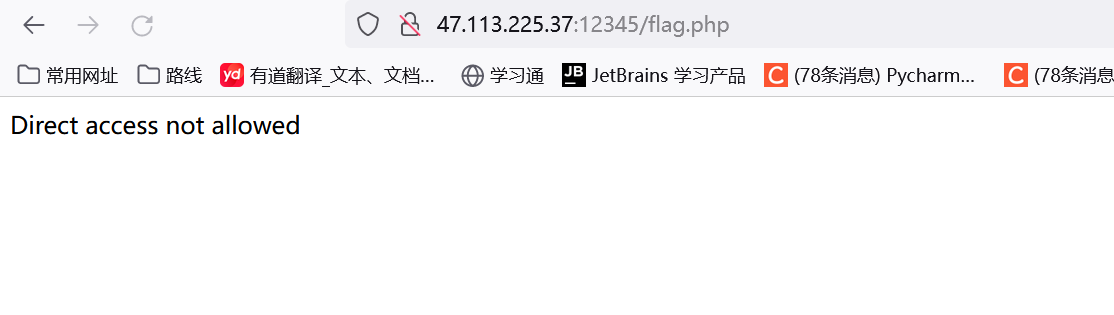 47.113.225.37:12345/flag.php
常用网址 路线 yd 有道翻译_文本、文档... 学习通 JB JetBrains 学习产品 C (78条消息) Pycharm... C (78条消息
Direct access not allowed